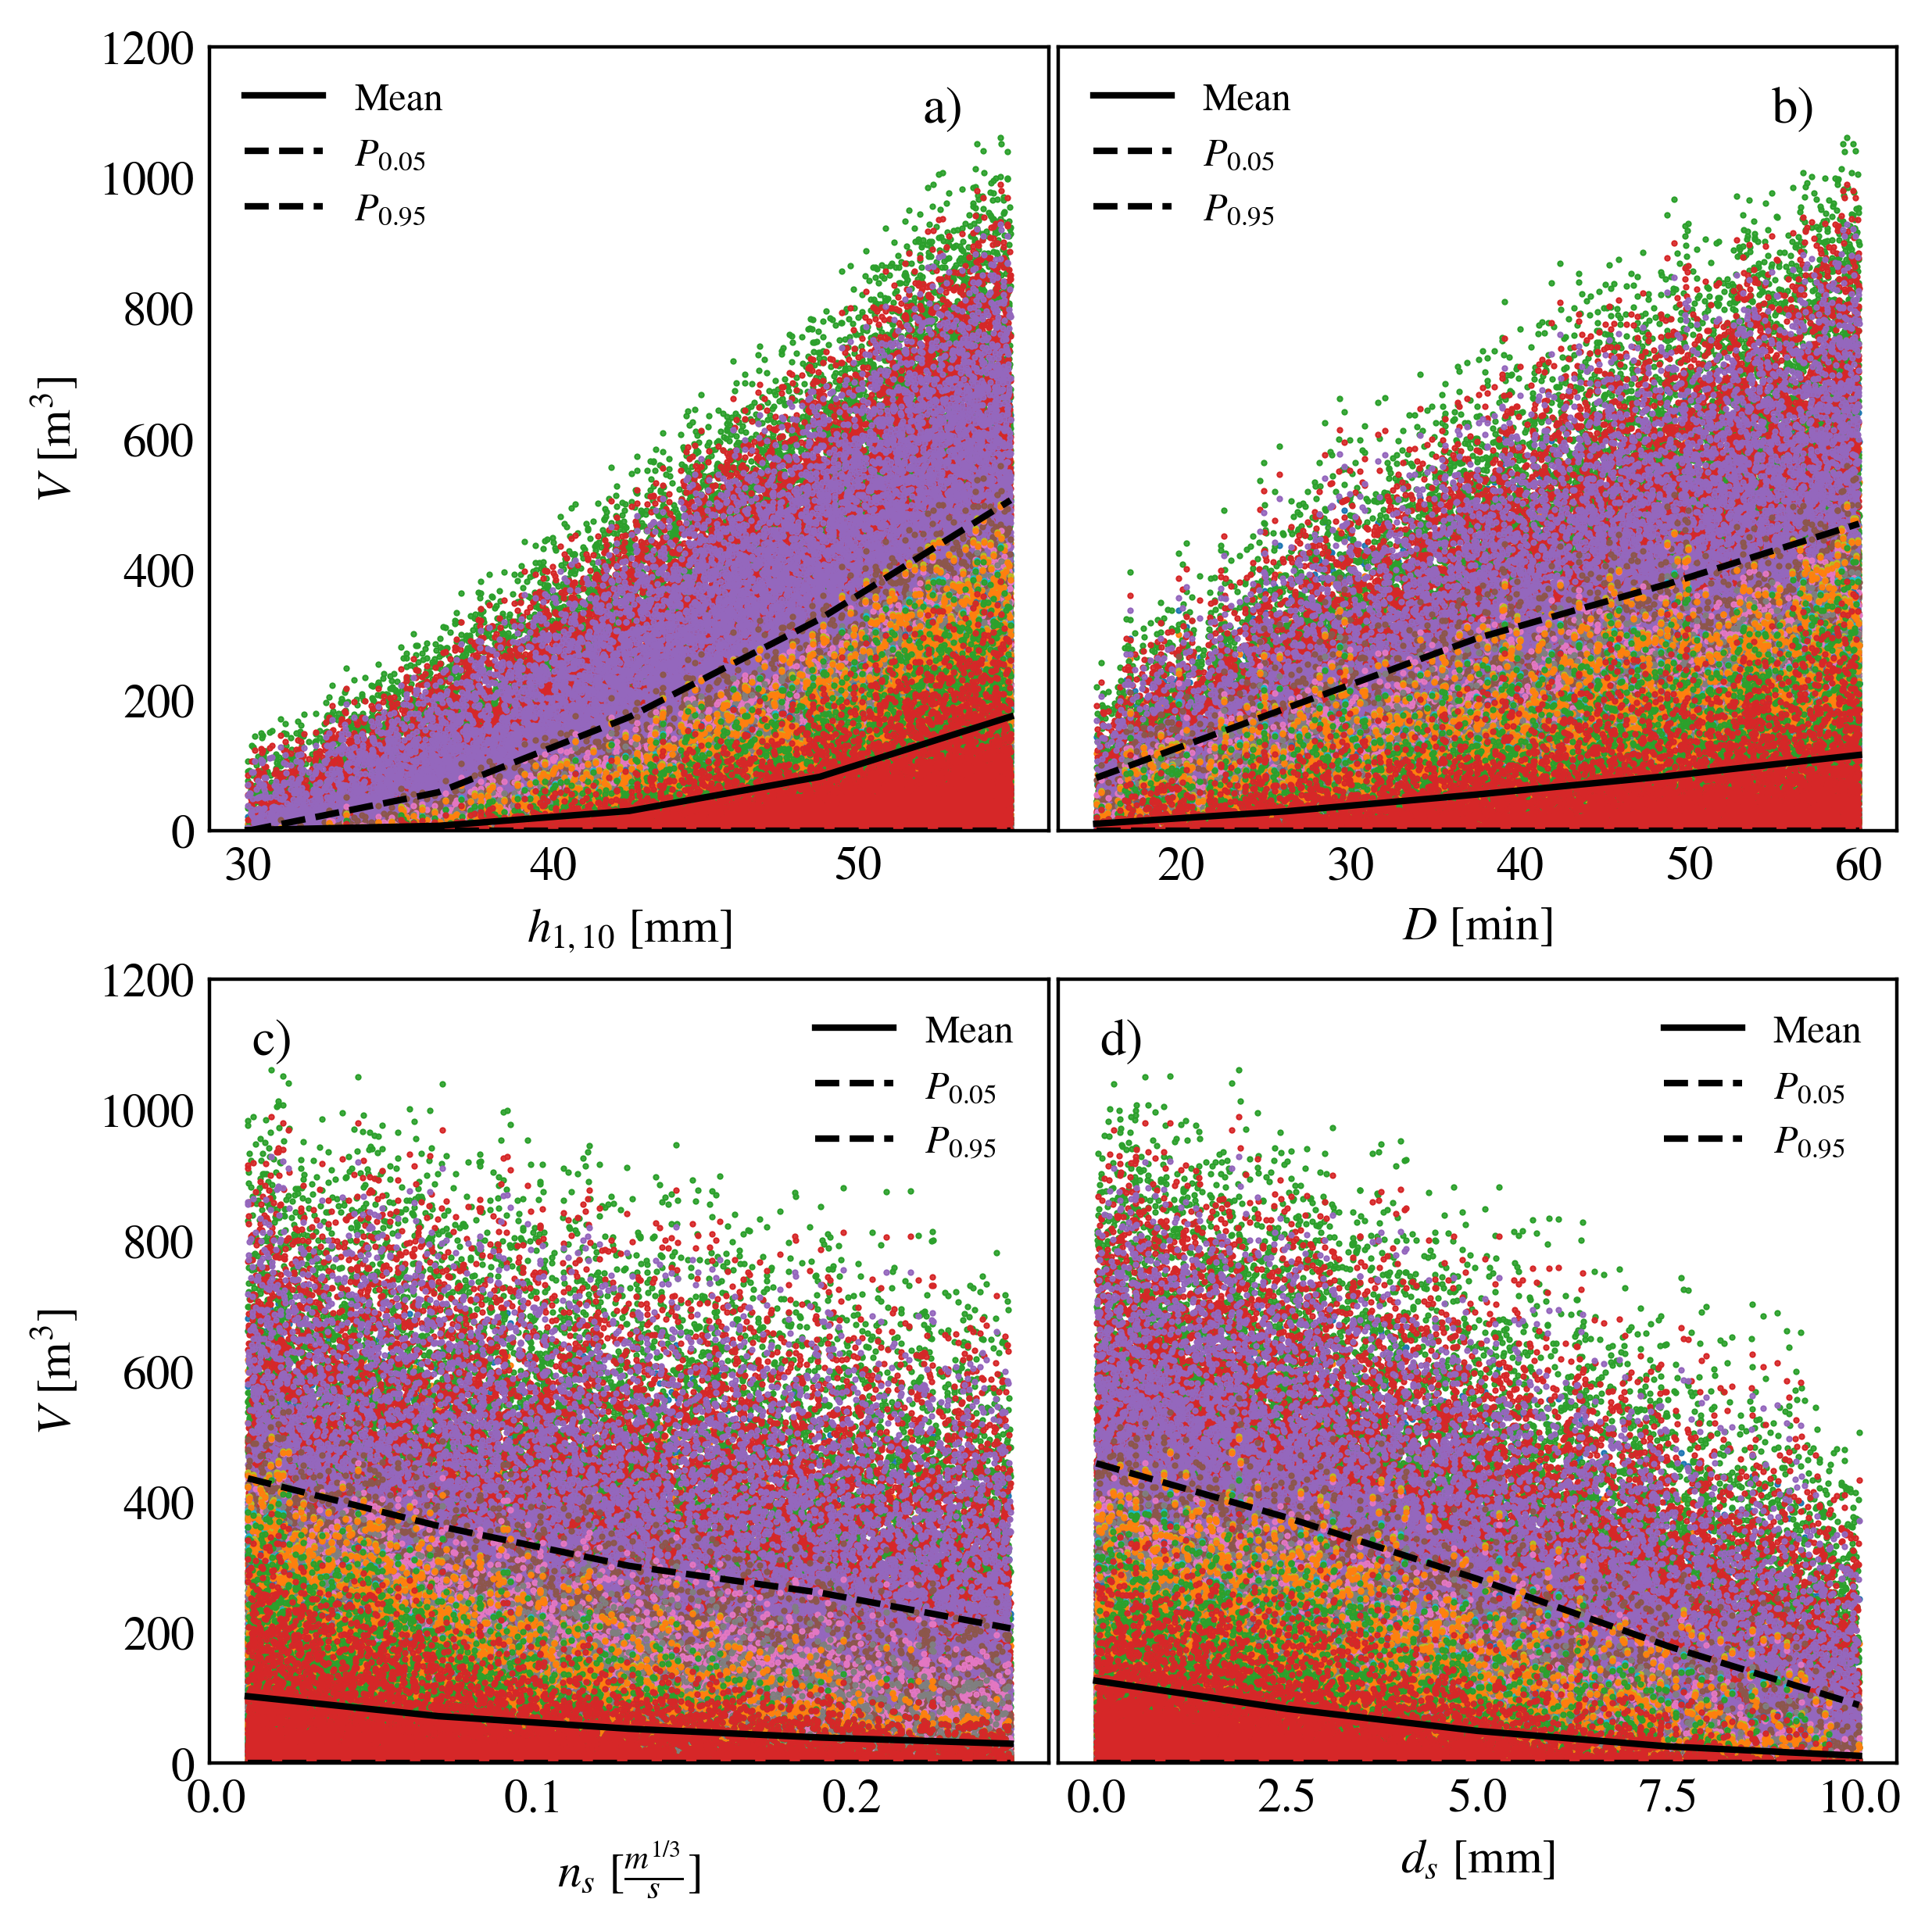 1200
1000
800
600
400
200
0
V [m³]
Mean
P₀.₀₅
P₀.₉₅
a)
30 40 50
h₁,₁₀ [mm]
Mean
P₀.₀₅
P₀.₉₅
b)
20 30 40 50 60
D [min]
1200
1000
800
600
400
200
0
V [m³]
c)
Mean
P₀.₀₅
P₀.₉₅
0.0 0.1 0.2
nₛ [m^{1/3}/s]
d)
Mean
P₀.₀₅
P₀.₉₅
0.0 2.5 5.0 7.5 10.0
dₛ [mm]